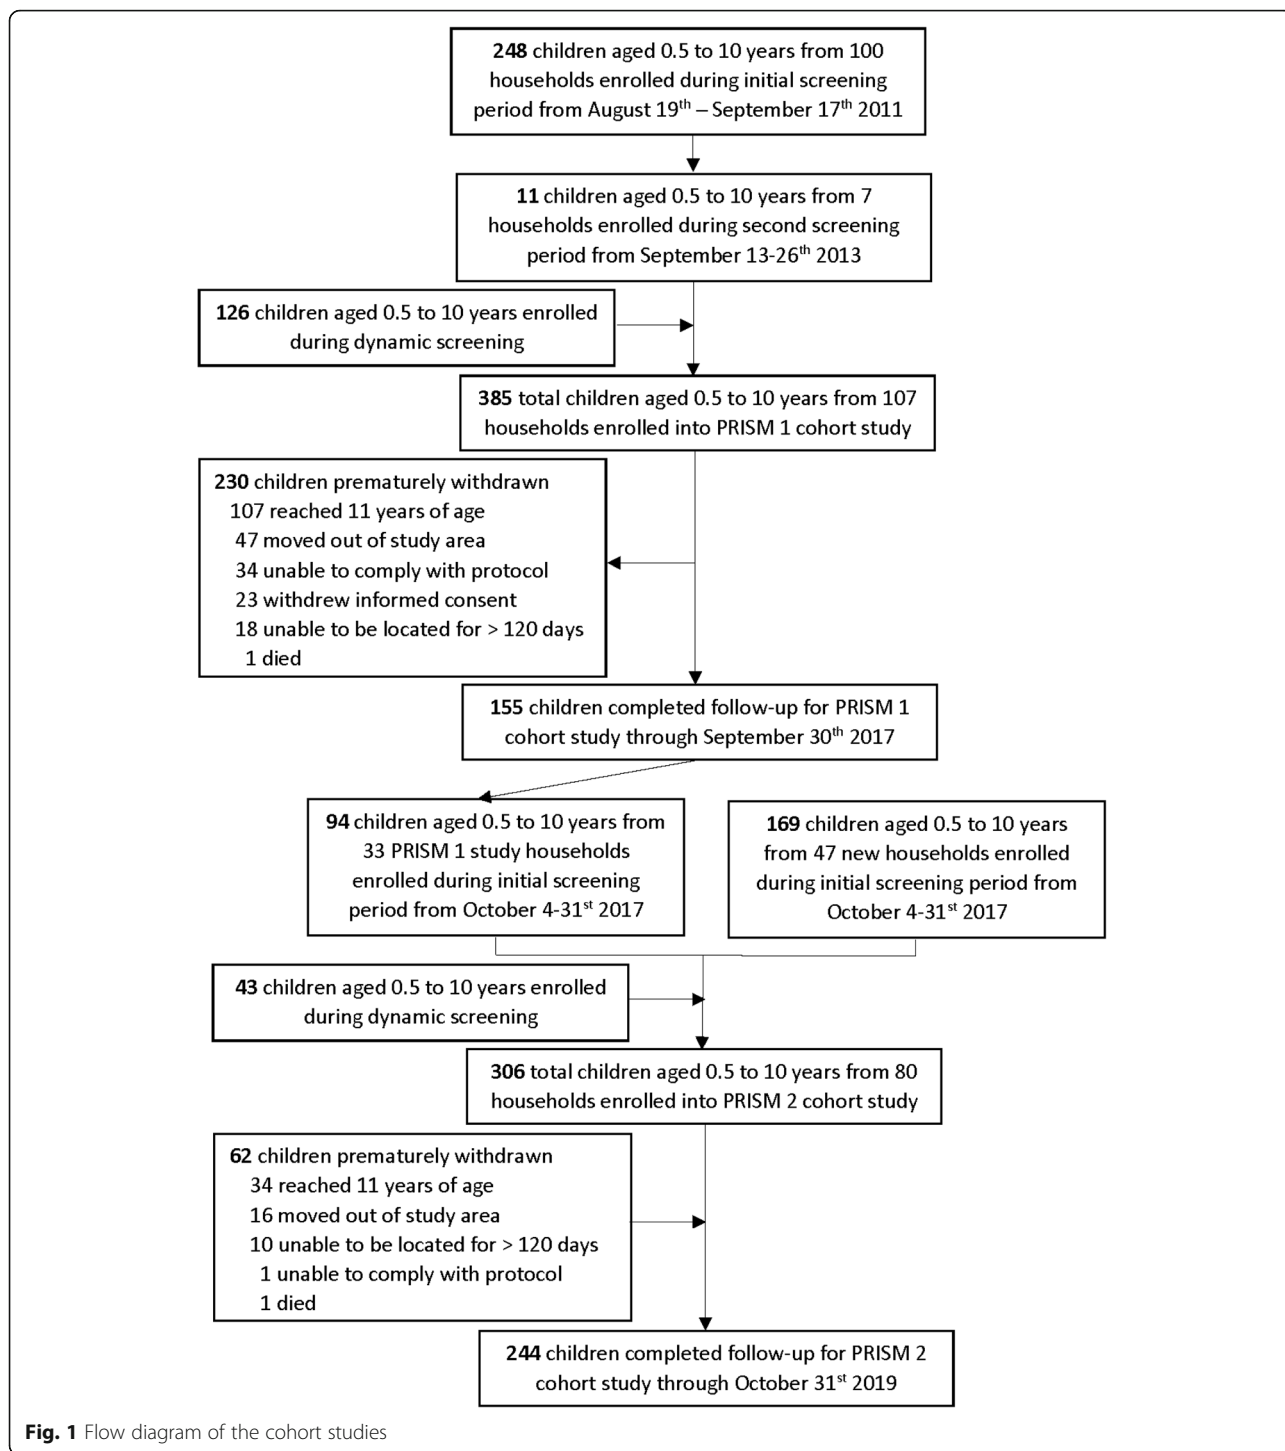 248 children aged 0.5 to 10 years from 100
households enrolled during initial screening
period from August 19th – September 17th 2011
11 children aged 0.5 to 10 years from 7
households enrolled during second screening
period from September 13-26th 2013
126 children aged 0.5 to 10 years enrolled
during dynamic screening
385 total children aged 0.5 to 10 years from 107
households enrolled into PRISM 1 cohort study
230 children prematurely withdrawn
107 reached 11 years of age
47 moved out of study area
34 unable to comply with protocol
23 withdrew informed consent
18 unable to be located for > 120 days
1 died
155 children completed follow-up for PRISM 1
cohort study through September 30th 2017
94 children aged 0.5 to 10 years from
33 PRISM 1 study households
enrolled during initial screening
period from October 4-31st 2017
169 children aged 0.5 to 10 years
from 47 new households enrolled
during initial screening period from
October 4-31st 2017
43 children aged 0.5 to 10 years enrolled
during dynamic screening
306 total children aged 0.5 to 10 years from 80
households enrolled into PRISM 2 cohort study
62 children prematurely withdrawn
34 reached 11 years of age
16 moved out of study area
10 unable to be located for > 120 days
1 unable to comply with protocol
1 died
244 children completed follow-up for PRISM 2
cohort study through October 31st 2019
Fig. 1 Flow diagram of the cohort studies